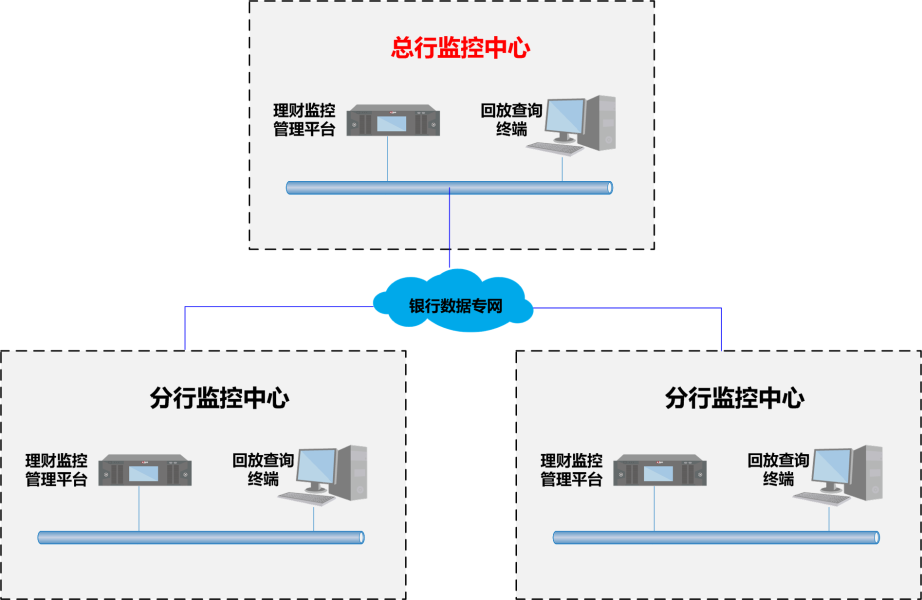 总行监控中心
理财监控
管理平台
回放查询
终端
银行数据专网
分行监控中心
理财监控
管理平台
回放查询
终端
分行监控中心
理财监控
管理平台
回放查询
终端